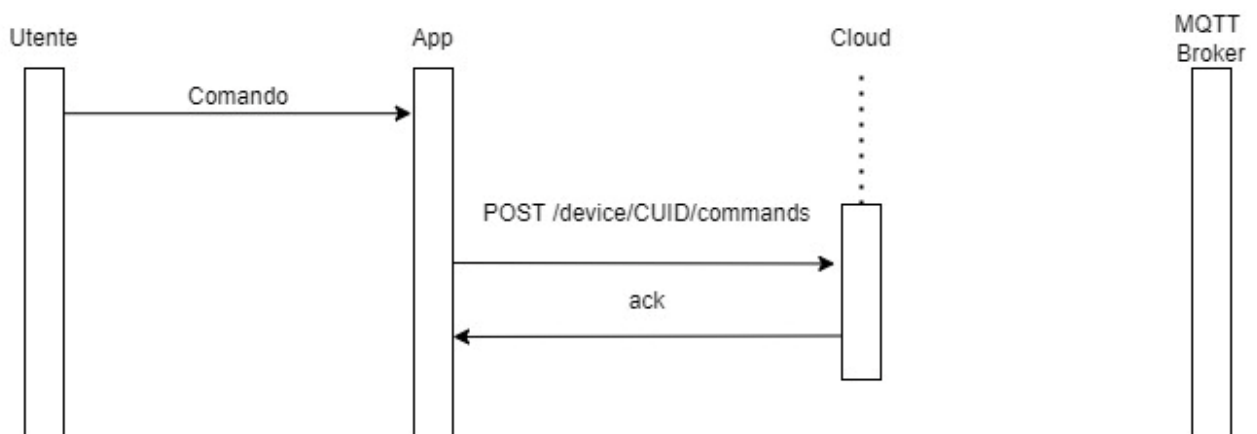 Utente
App
Cloud
MQTT
Broker
Comando
POST /device/CUID/commands
ack